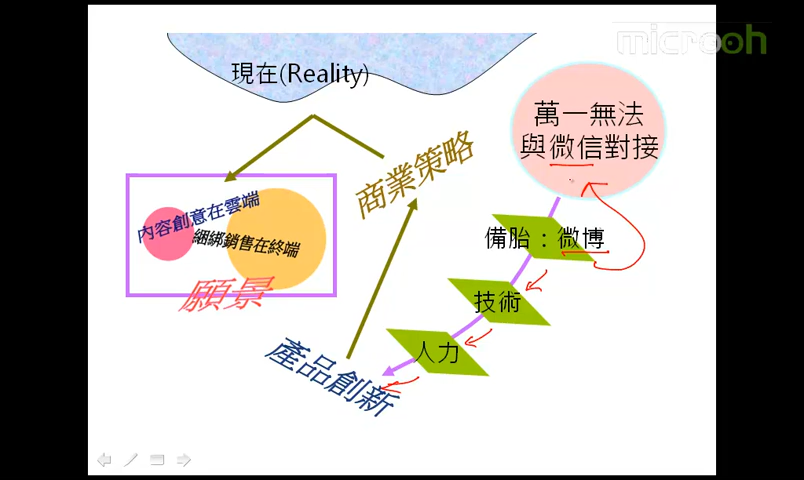 microoh
現在(Reality)
萬一無法
與微信對接
商業策略
內容創意在雲端
綑綁銷售在終端
願景
備胎：微博
技術
人力
產品創新